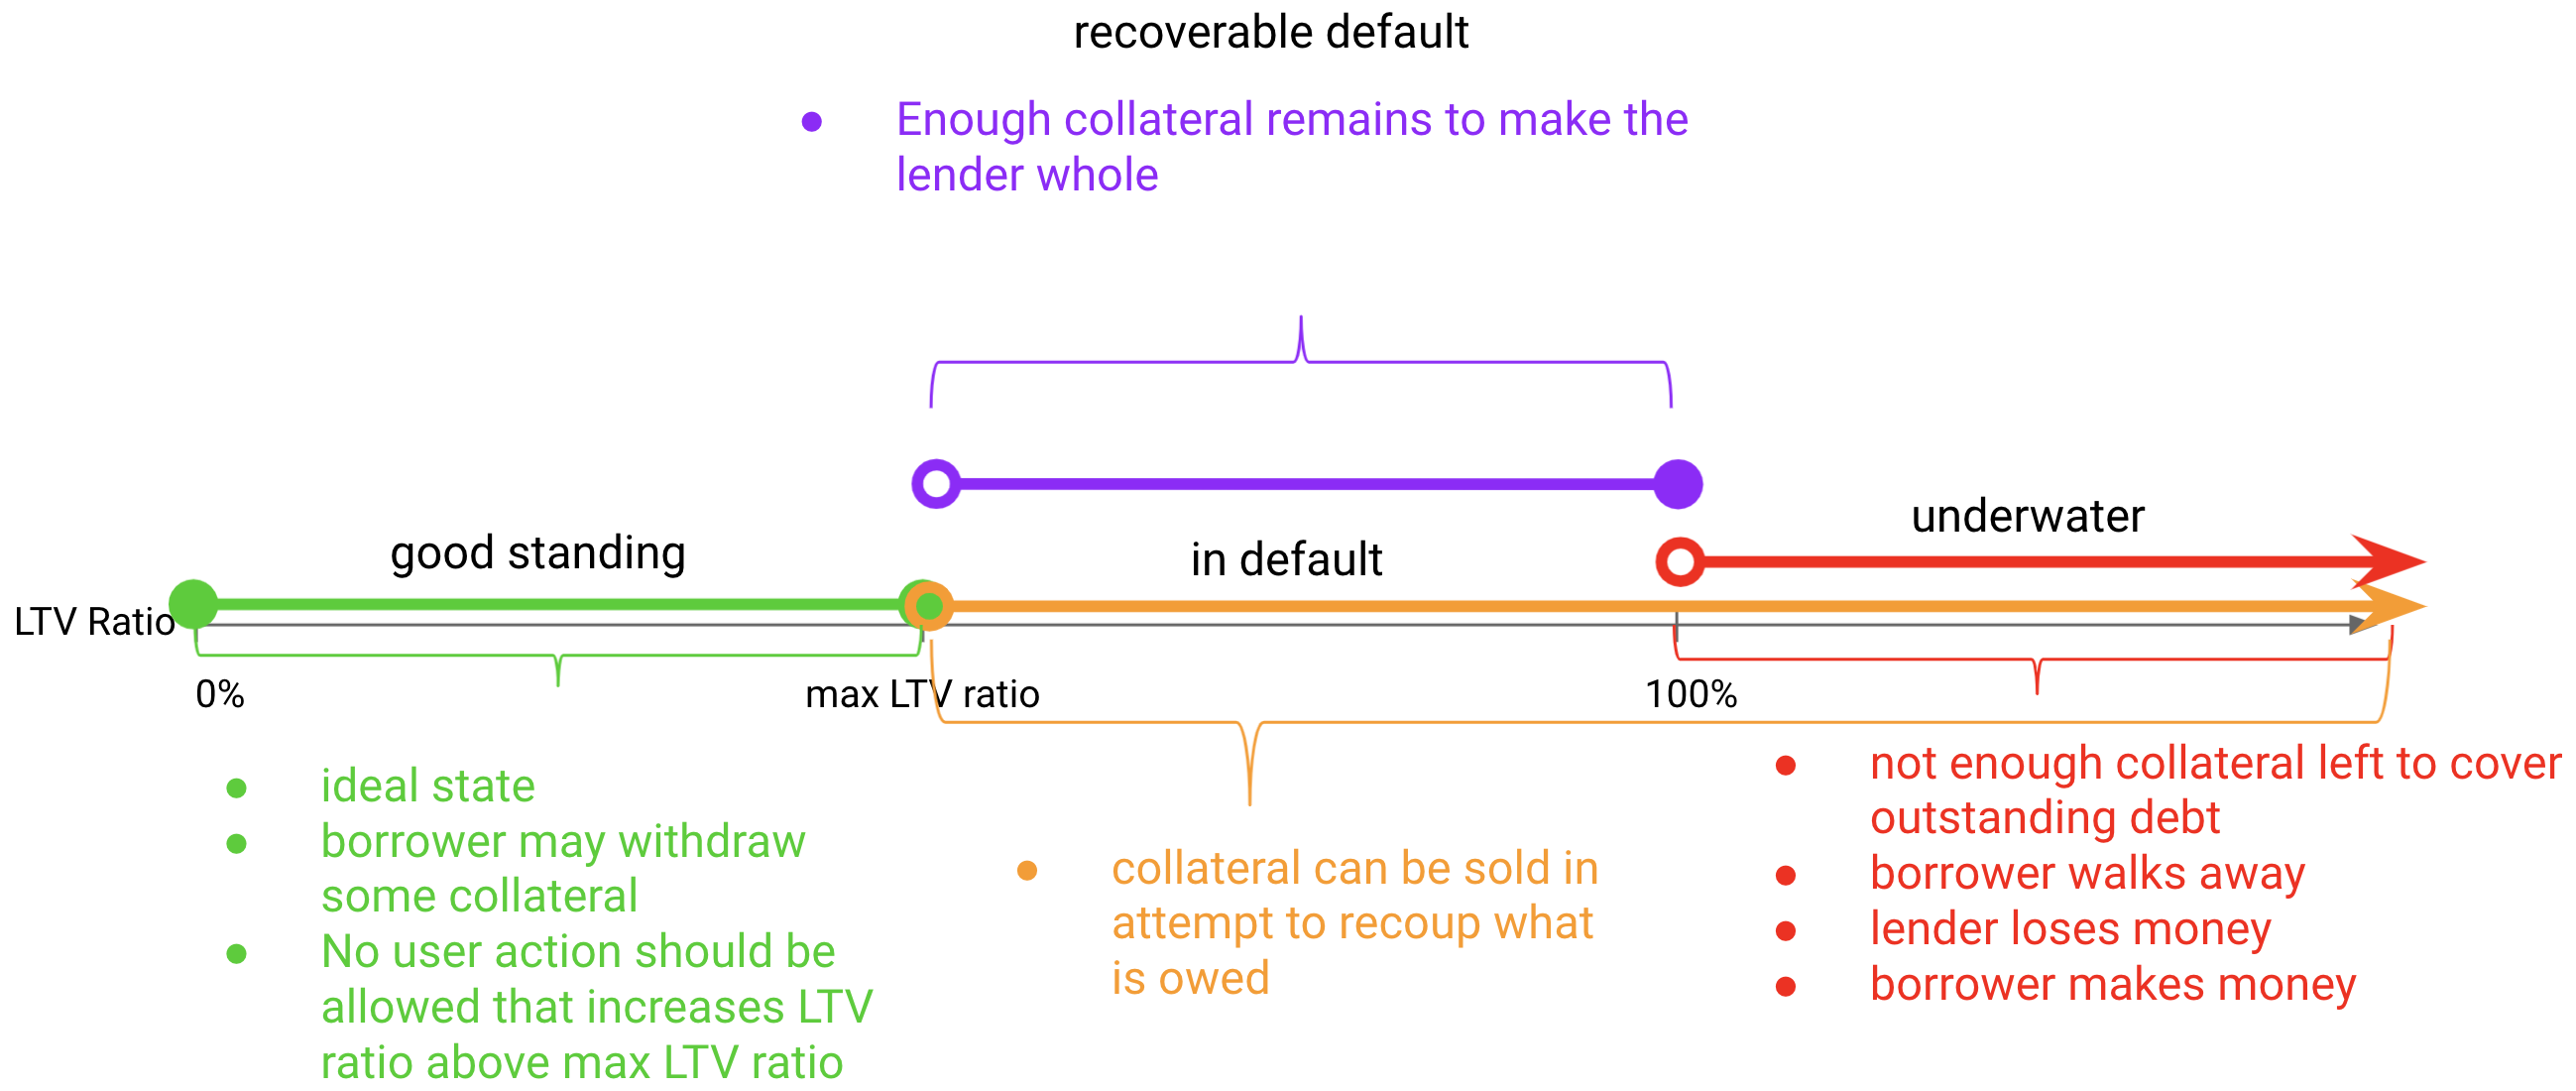 recoverable default
● Enough collateral remains to make the
lender whole
underwater
good standing
in default
LTV Ratio
0%
max LTV ratio
100%
● ideal state
● borrower may withdraw
some collateral
● No user action should be
allowed that increases LTV
ratio above max LTV ratio
● collateral can be sold in
attempt to recoup what
is owed
● not enough collateral left to cover
outstanding debt
● borrower walks away
● lender loses money
● borrower makes money